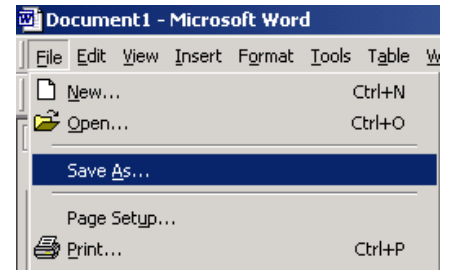 Document1 - Microsoft Word
File Edit View Insert Format Tools Table W
New... Ctrl+N
Open... Ctrl+O
Save As...
Page Setup...
Print... Ctrl+P